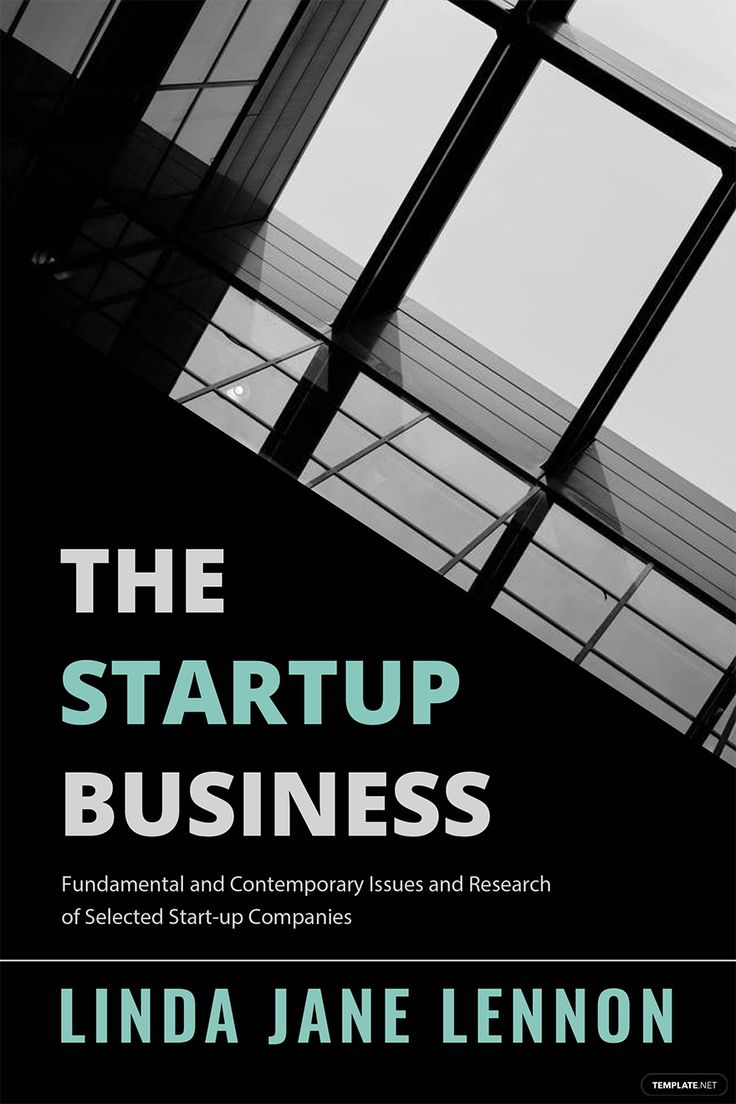 THE
STARTUP
BUSINESS
Fundamental and Contemporary Issues and Research
of Selected Start-up Companies
LINDA JANE LENNON
TEMPLATE.NET